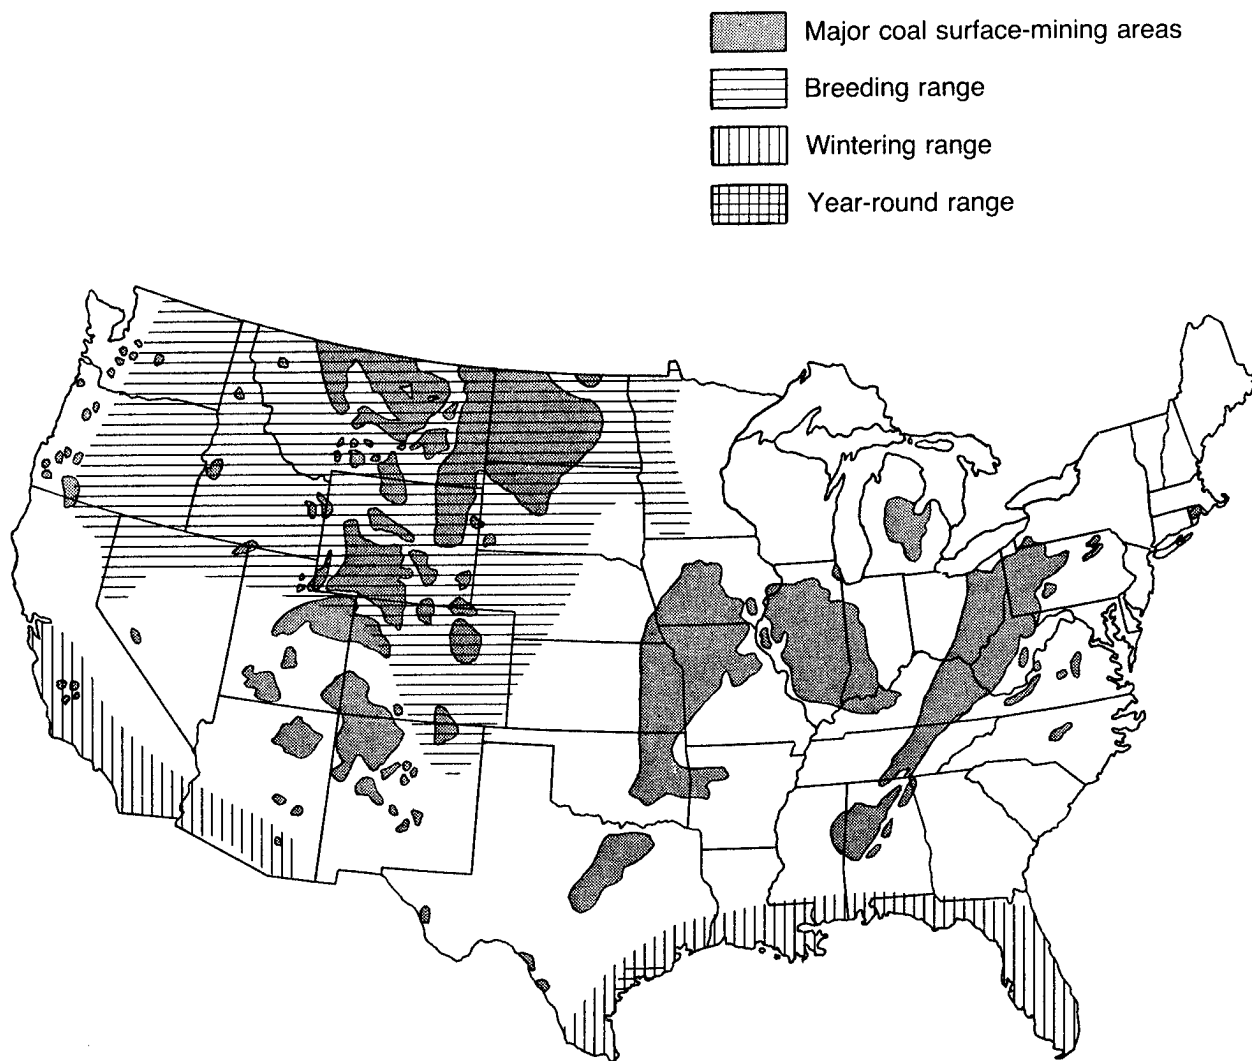 Major coal surface-mining areas
Breeding range
Wintering range
Year-round range